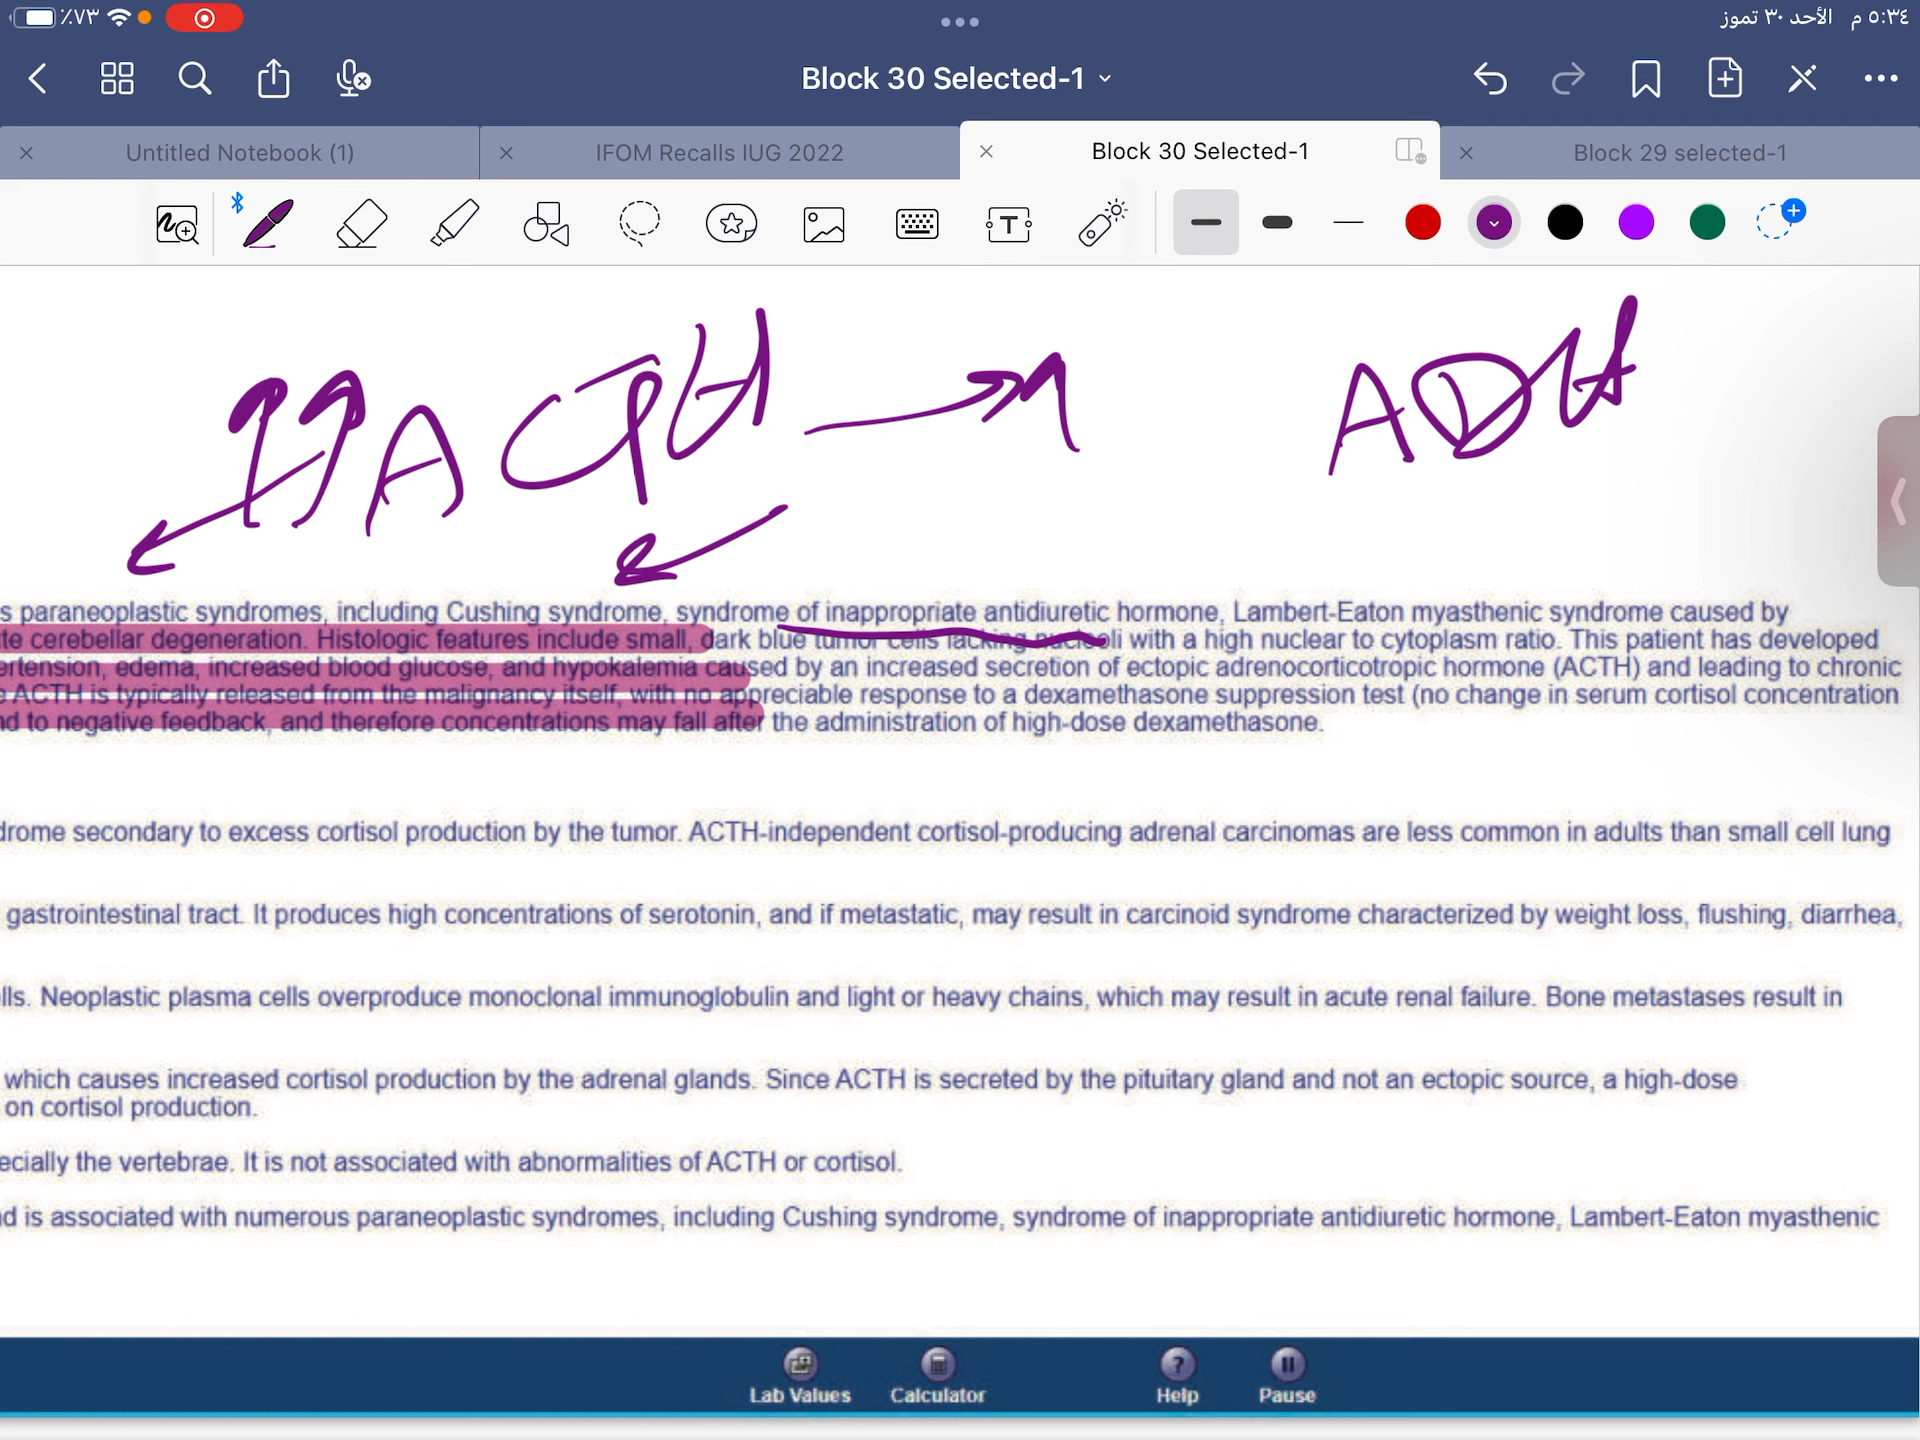 ٪٧٣
٥:٣٤ م الأحد ٣٠ تموز
Block 30 Selected-1
Untitled Notebook (1)
IFOM Recalls IUG 2022
Block 30 Selected-1
Block 29 selected-1
T
↑↑ACTH → ADH
s paraneoplastic syndromes, including Cushing syndrome, syndrome of inappropriate antidiuretic hormone, Lambert-Eaton myasthenic syndrome caused by
te cerebellar degeneration. Histologic features include small, dark blue tumor cells lacking nucleoli with a high nuclear to cytoplasm ratio. This patient has developed
ertension, edema, increased blood glucose, and hypokalemia caused by an increased secretion of ectopic adrenocorticotropic hormone (ACTH) and leading to chronic
e ACTH is typically released from the malignancy itself, with no appreciable response to a dexamethasone suppression test (no change in serum cortisol concentration
nd to negative feedback, and therefore concentrations may fall after the administration of high-dose dexamethasone.
drome secondary to excess cortisol production by the tumor. ACTH-independent cortisol-producing adrenal carcinomas are less common in adults than small cell lung
gastrointestinal tract. It produces high concentrations of serotonin, and if metastatic, may result in carcinoid syndrome characterized by weight loss, flushing, diarrhea,
lls. Neoplastic plasma cells overproduce monoclonal immunoglobulin and light or heavy chains, which may result in acute renal failure. Bone metastases result in
which causes increased cortisol production by the adrenal glands. Since ACTH is secreted by the pituitary gland and not an ectopic source, a high-dose
on cortisol production.
ecially the vertebrae. It is not associated with abnormalities of ACTH or cortisol.
nd is associated with numerous paraneoplastic syndromes, including Cushing syndrome, syndrome of inappropriate antidiuretic hormone, Lambert-Eaton myasthenic
Lab Values
Calculator
Help
Pause